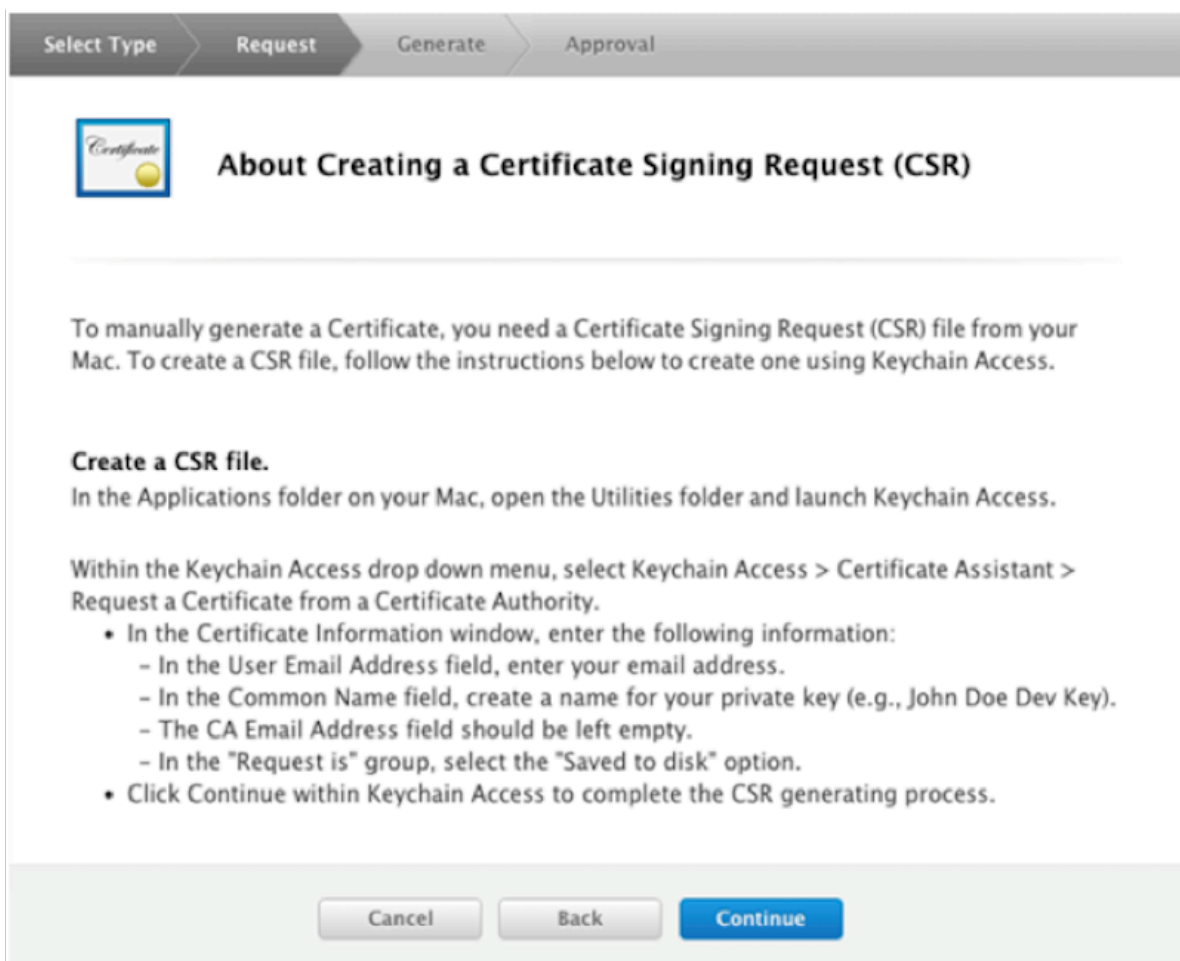 Select Type Request Generate Approval
Certificate
About Creating a Certificate Signing Request (CSR)
To manually generate a Certificate, you need a Certificate Signing Request (CSR) file from your
Mac. To create a CSR file, follow the instructions below to create one using Keychain Access.
Create a CSR file.
In the Applications folder on your Mac, open the Utilities folder and launch Keychain Access.
Within the Keychain Access drop down menu, select Keychain Access > Certificate Assistant >
Request a Certificate from a Certificate Authority.
• In the Certificate Information window, enter the following information:
– In the User Email Address field, enter your email address.
– In the Common Name field, create a name for your private key (e.g., John Doe Dev Key).
– The CA Email Address field should be left empty.
– In the "Request is" group, select the "Saved to disk" option.
• Click Continue within Keychain Access to complete the CSR generating process.
Cancel Back Continue